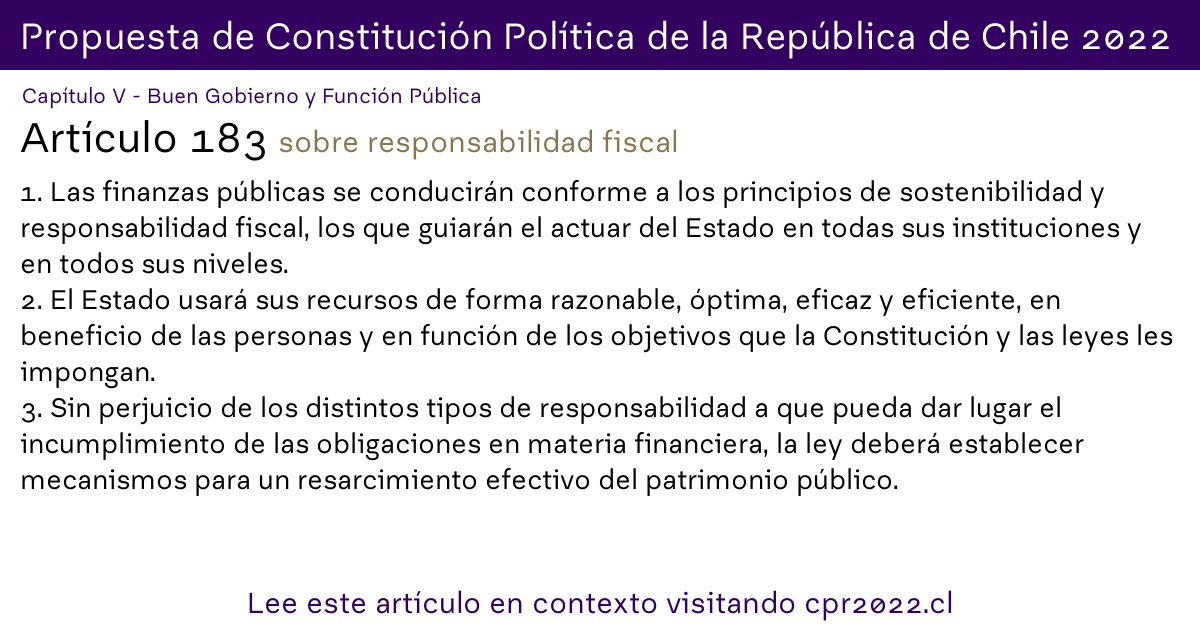 Propuesta de Constitución Política de la República de Chile 2022
Capítulo V - Buen Gobierno y Función Pública
Artículo 183 sobre responsabilidad fiscal
1. Las finanzas públicas se conducirán conforme a los principios de sostenibilidad y
responsabilidad fiscal, los que guiarán el actuar del Estado en todas sus instituciones y
en todos sus niveles.
2. El Estado usará sus recursos de forma razonable, óptima, eficaz y eficiente, en
beneficio de las personas y en función de los objetivos que la Constitución y las leyes les
impongan.
3. Sin perjuicio de los distintos tipos de responsabilidad a que pueda dar lugar el
incumplimiento de las obligaciones en materia financiera, la ley deberá establecer
mecanismos para un resarcimiento efectivo del patrimonio público.
Lee este artículo en contexto visitando cpr2022.cl